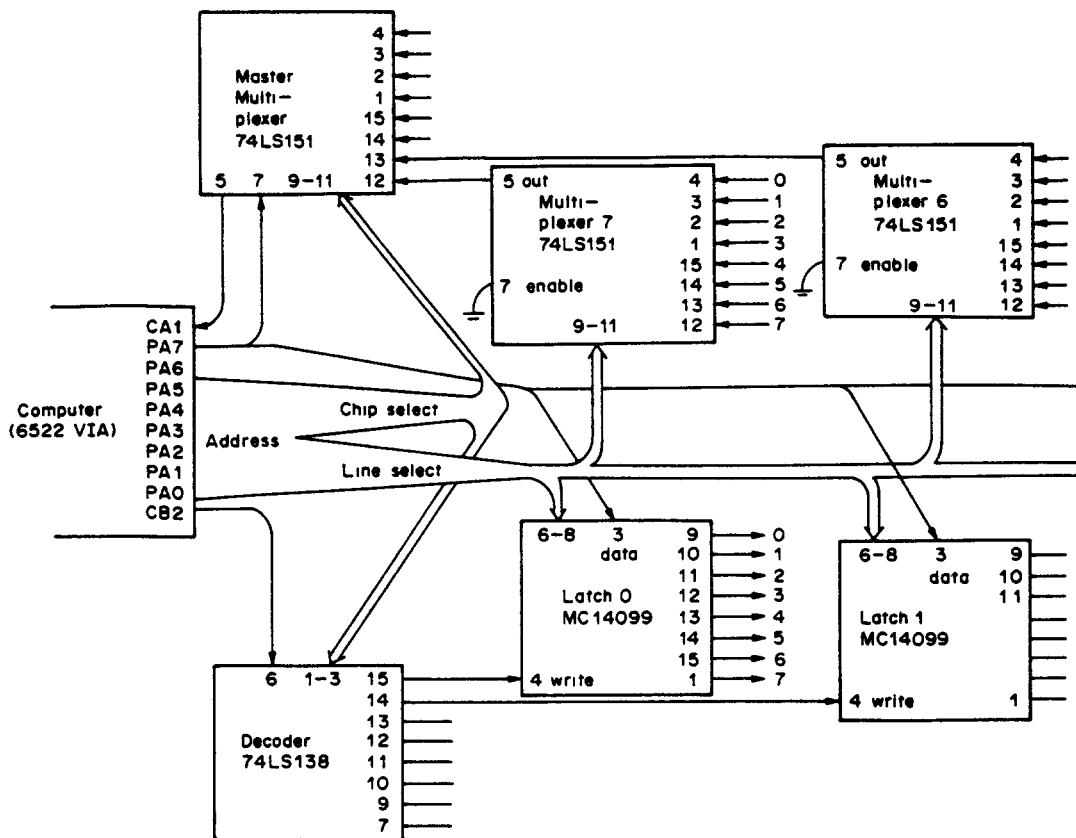 4
3
2
1
15
14
13
12
Master
Multi-
plexer
74LS151
5 7 9-11
5 out
Multi-
plexer 7
74LS151
7 enable
9-11
4 0
3 1
2 2
1 3
15 4
14 5
13 6
12 7
5 out
Multi-
plexer 6
74LS151
7 enable
9-11
4
3
2
1
15
14
13
12
Computer
(6522 VIA)
CA1
PA7
PA6
PA5
PA4
PA3
PA2
PA1
PA0
CB2
Chip select
Address
Line select
6-8 3
data
Latch 0
MC14099
4 write
9 0
10 1
11 2
12 3
13 4
14 5
15 6
1 7
6-8 3
data
Latch 1
MC14099
4 write
9
10
11
1
6 1-3
Decoder
74LS138
15
14
13
12
11
10
9
7